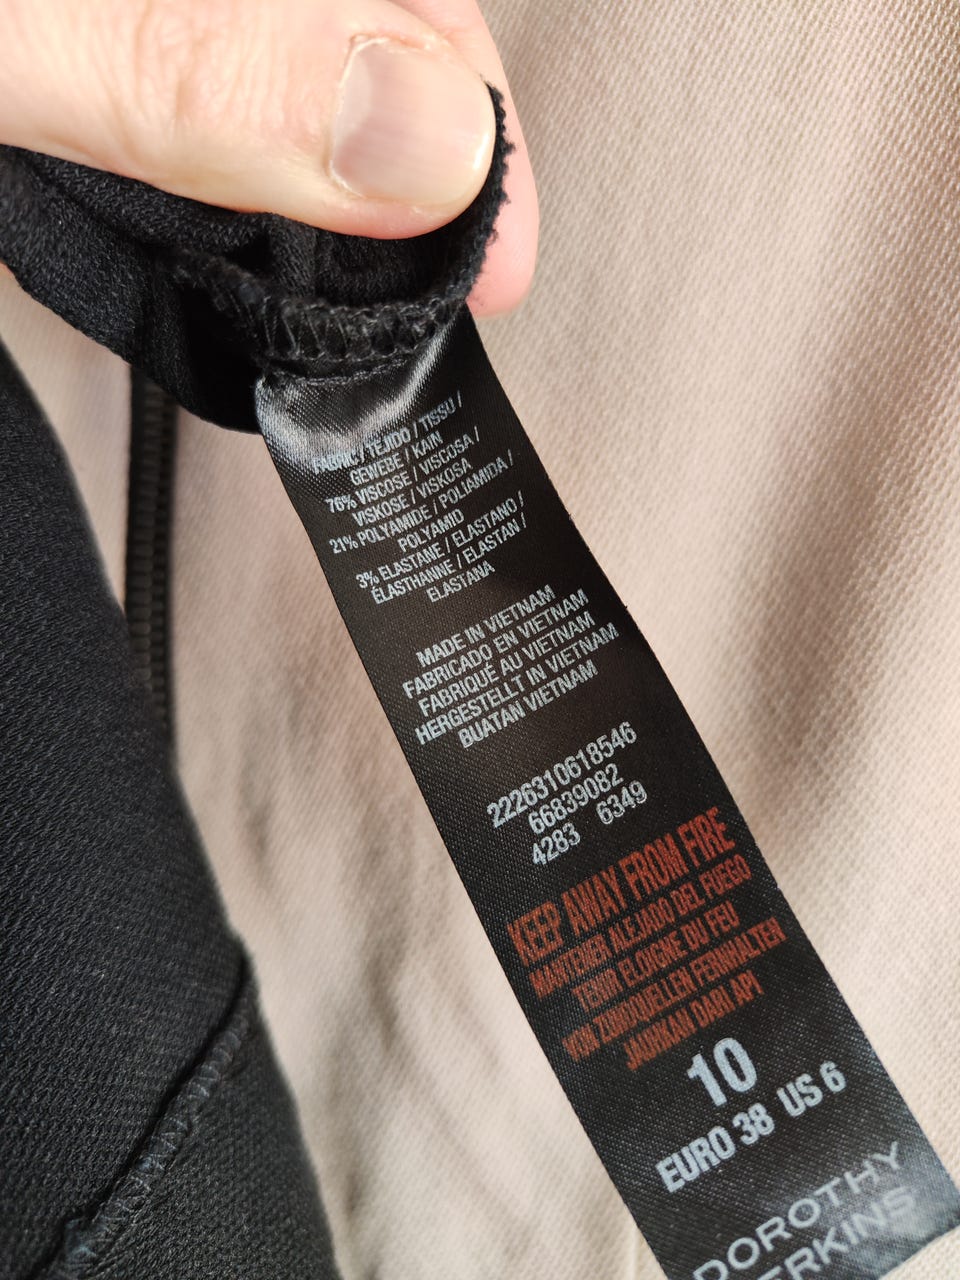 FABRIC / TEJIDO / TISSU /
GEWEBE / KAIN
76% VISCOSE / VISCOSA /
VISKOSE / VISKOSA
21% POLYAMIDE / POLIAMIDA /
POLYAMID
3% ELASTANE / ELASTANO /
ÉLASTHANNE / ELASTAN /
ELASTANA
MADE IN VIETNAM
FABRICADO EN VIETNAM
FABRIQUÉ AU VIETNAM
HERGESTELLT IN VIETNAM
BUATAN VIETNAM
2226310618546
66839082
4283 6349
KEEP AWAY FROM FIRE
MANTENER ALEJADO DEL FUEGO
TENIR ELOIGNE DU FEU
VON ZUNDQUELLEN FERNHALTEN
JAUHKAN DARI API
10
EURO 38 US 6
DOROTHY
ERKINS